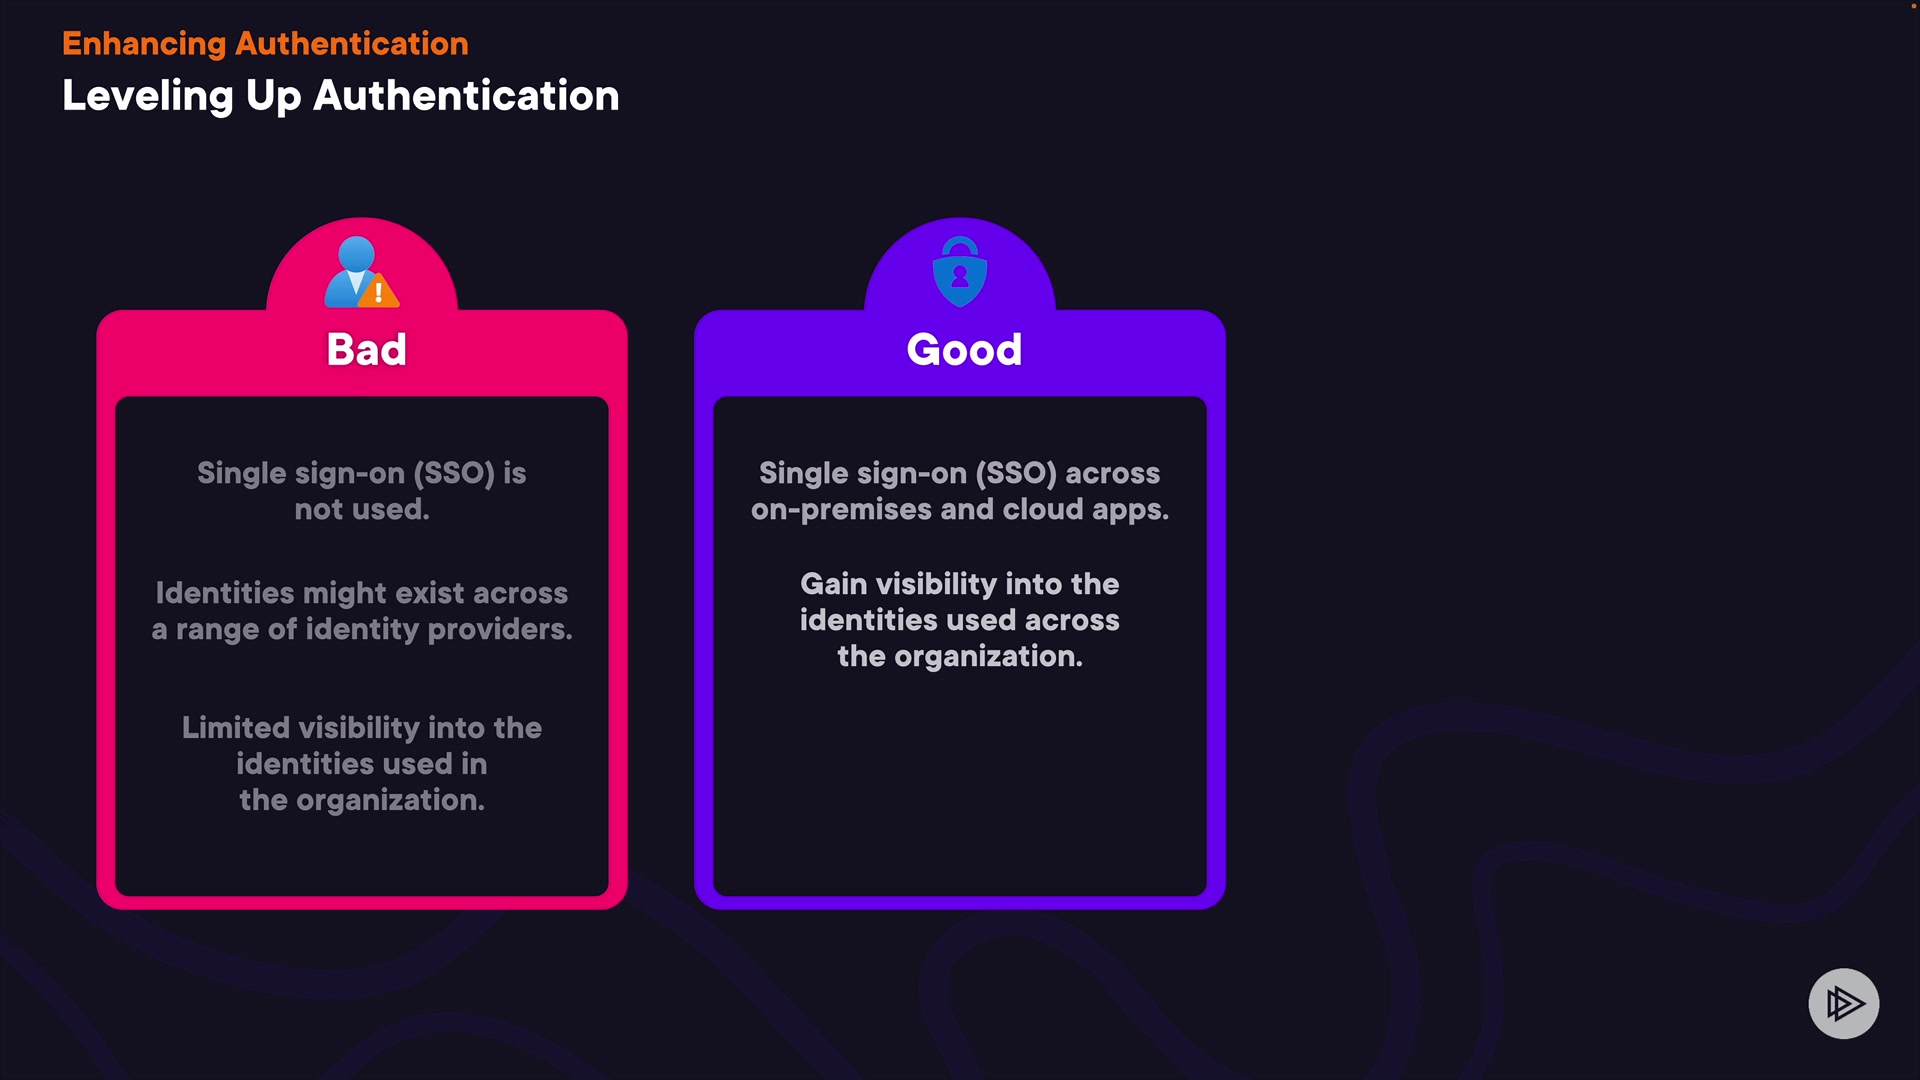 Enhancing Authentication
Leveling Up Authentication
Bad
Single sign-on (SSO) is
not used.
Identities might exist across
a range of identity providers.
Limited visibility into the
identities used in
the organization.
Good
Single sign-on (SSO) across
on-premises and cloud apps.
Gain visibility into the
identities used across
the organization.